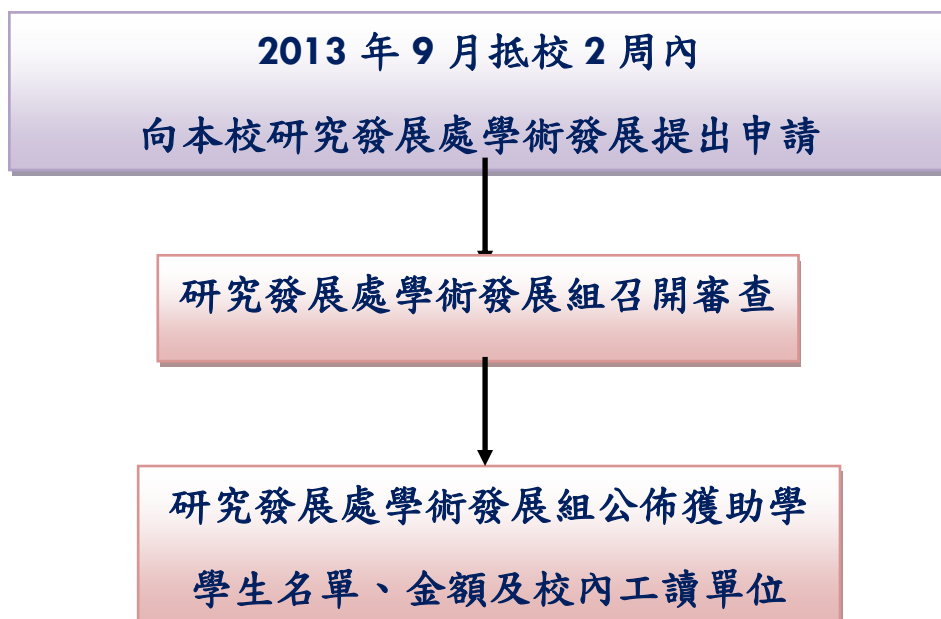 2013 年 9 月抵校 2 周內
向本校研究發展處學術發展提出申請
研究發展處學術發展組召開審查
研究發展處學術發展組公佈獲助學
學生名單、金額及校內工讀單位